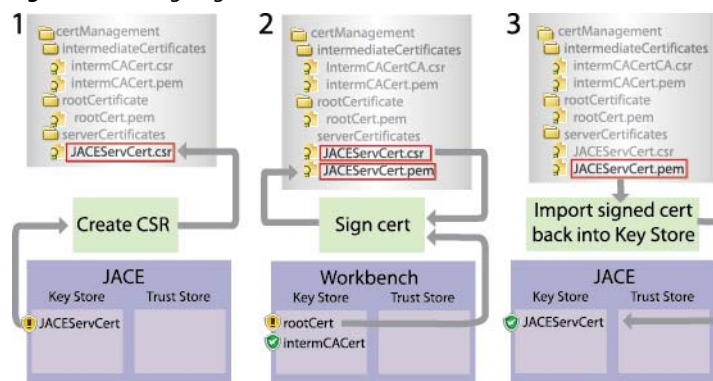 1
certManagement
intermediateCertificates
intermCACert.csr
intermCACert.pem
rootCertificate
rootCert.pem
serverCertificates
JACEServCert.csr
Create CSR
JACE
Key Store Trust Store
JACEServCert
2
certManagement
intermediateCertificates
IntermCACertCA.csr
intermCACert.pem
rootCertificate
rootCert.pem
serverCertificates
JACEServCert.csr
JACEServCert.pem
Sign cert
Workbench
Key Store Trust Store
rootCert
intermCACert
3
certManagement
intermediateCertificates
intermCACertCA.csr
intermCACert.pem
rootCertificate
rootCert.pem
serverCertificates
JACEServCert.csr
JACEServCert.pem
Import signed cert
back into Key Store
JACE
Key Store Trust Store
JACEServCert